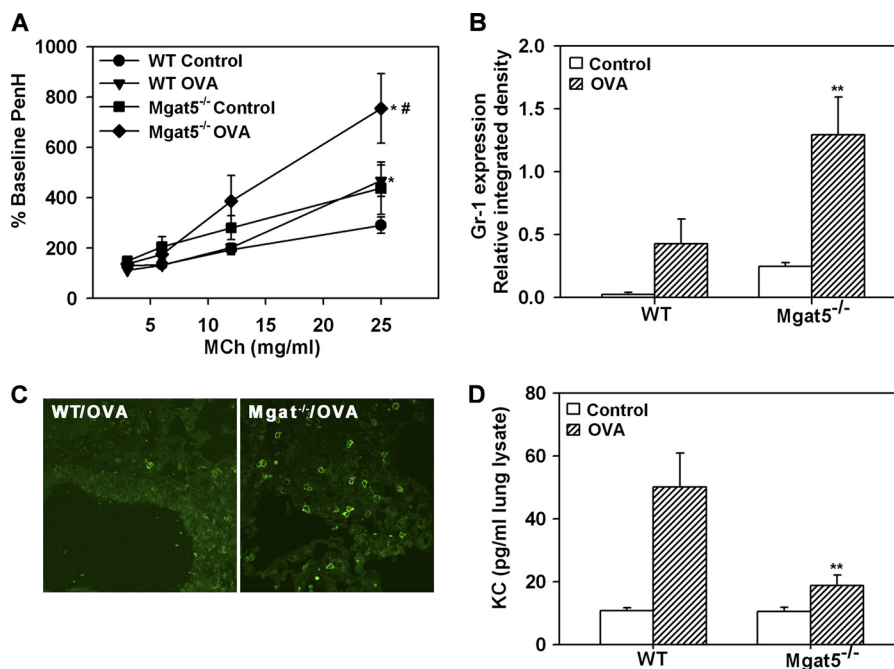 A
1000
800
600
400
200
0
% Baseline PenH
WT Control
WT OVA
Mgat5-/- Control
Mgat5-/- OVA
* #
*
5
10
15
20
25
MCh (mg/ml)
B
2.0
1.5
1.0
0.5
0.0
Gr-1 expression
Relative integrated density
Control
OVA
**
WT
Mgat5-/-
C
WT/OVA
Mgat-/-/OVA
D
80
60
40
20
0
KC (pg/ml lung lysate)
Control
OVA
**
WT
Mgat5-/-